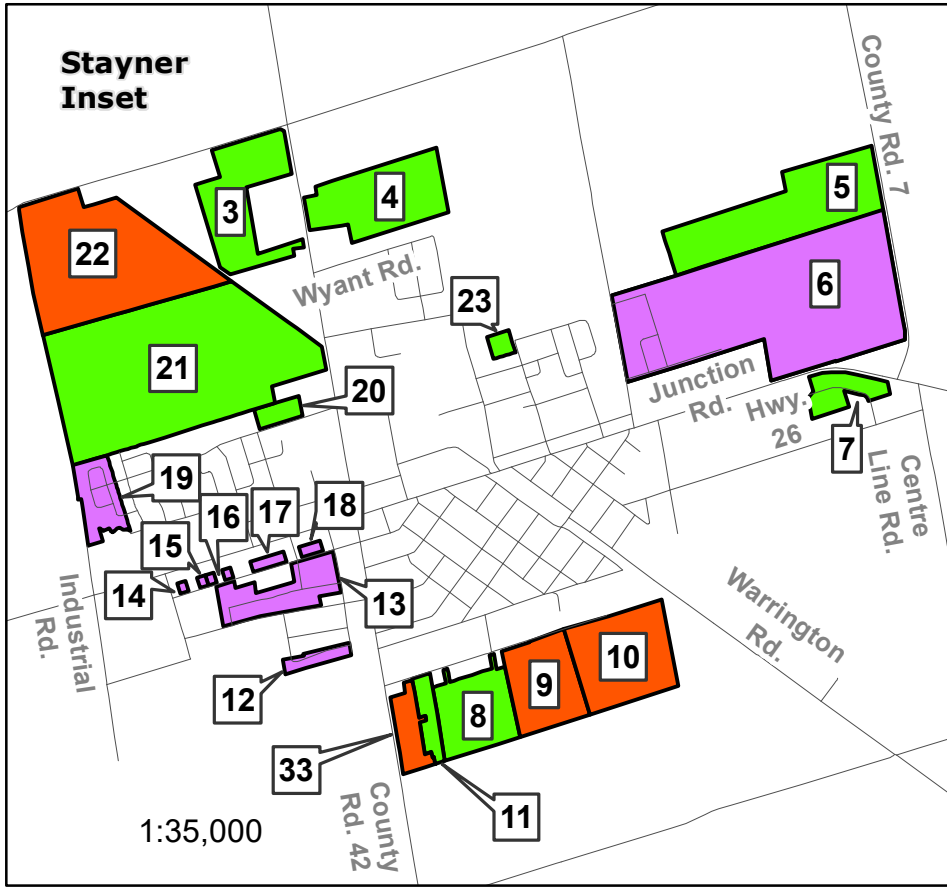 Stayner
Inset
County Rd. 7
3
4
5
22
6
Wyant Rd.
23
21
Junction
Rd.
Hwy.
26
20
7
19
Centre
Line Rd.
18
17
16
15
14
13
Industrial
Rd.
Warrington
Rd.
12
10
9
8
33
11
County
Rd. 42
1:35,000